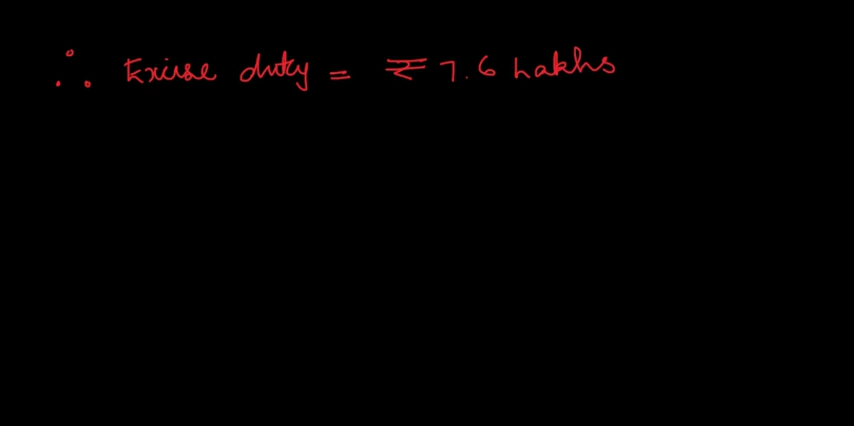 ∴ Excise duty = ₹ 7.6 Lakhs